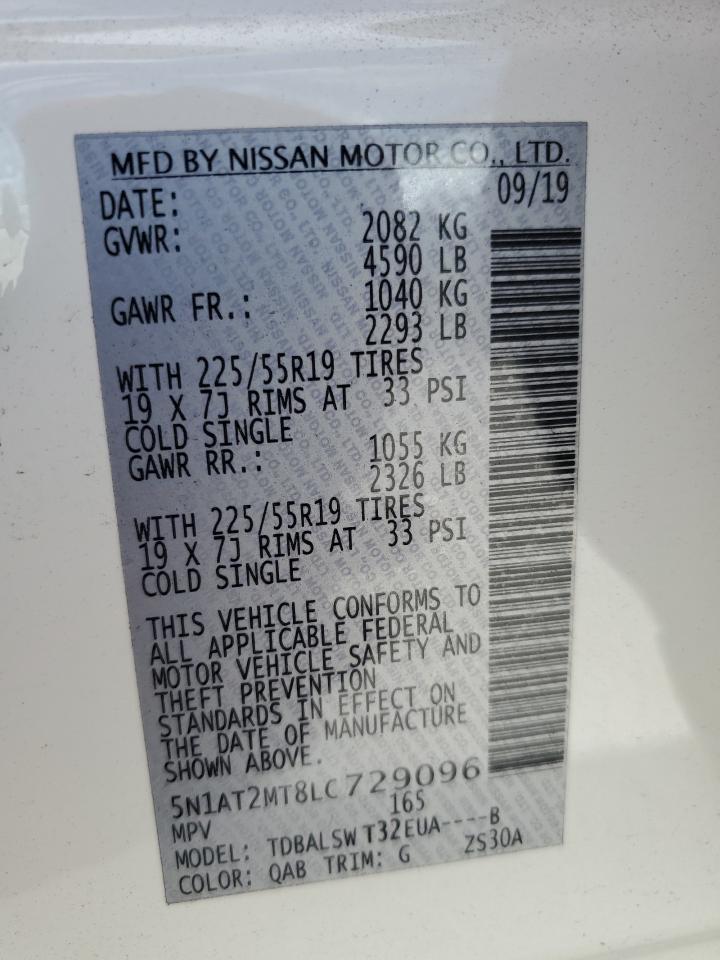 MFD BY NISSAN MOTOR CO., LTD.
DATE: 09/19
GVWR: 2082 KG
4590 LB
GAWR FR.: 1040 KG
2293 LB
WITH 225/55R19 TIRES
19 X 7J RIMS AT 33 PSI
COLD SINGLE
GAWR RR.: 1055 KG
2326 LB
WITH 225/55R19 TIRES
19 X 7J RIMS AT 33 PSI
COLD SINGLE
THIS VEHICLE CONFORMS TO
ALL APPLICABLE FEDERAL
MOTOR VEHICLE SAFETY AND
THEFT PREVENTION
STANDARDS IN EFFECT ON
THE DATE OF MANUFACTURE
SHOWN ABOVE.
5N1AT2MT8LC729096
MPV 165
MODEL: TDBALSW T32EUA----B
COLOR: QAB TRIM: G ZS30A